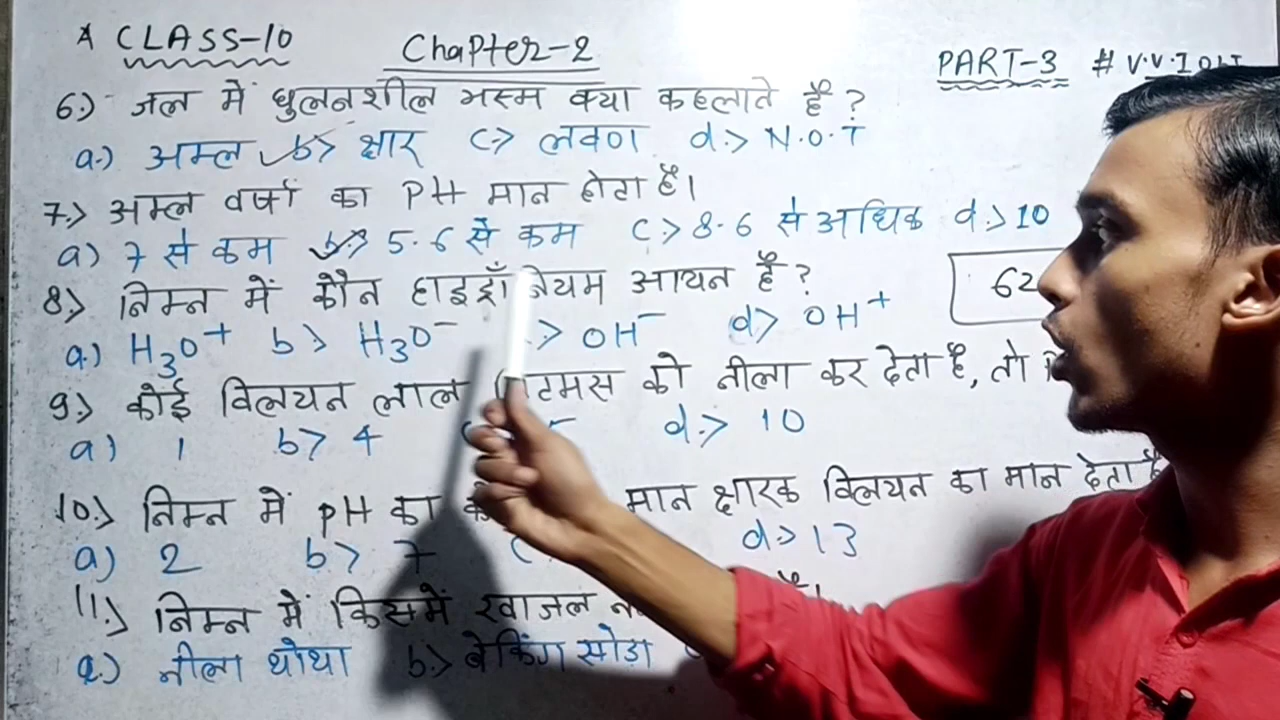 * CLASS-10
Chapter-2
PART-3 # V.V.I
6.> जल में घुलनशील भस्म क्या कहलाते हैं?
a.) अम्ल b> क्षार c> लवण d.> N.O.T
7.> अम्ल वर्षा का PH मान होता है।
a) 7 से कम b> 5.6 से कम c.> 8.6 से अधिक d.> 10
8.> निम्न में कौन आयन है?
a.) H₃O⁺ b> H₃O⁻ > OH⁻ d> OH⁺
62
9.> कोई विलयन लाल को नीला कर देता है, तो
a) 1 b> 4 d.> 10
10.> निम्न में pH का मान क्षारक विलयन का मान देता है
a) 2 b> 7 d.> 13
11.> निम्न में किसमें रवाजल
a.) नीला थोथा b.> बेकिंग सोडा